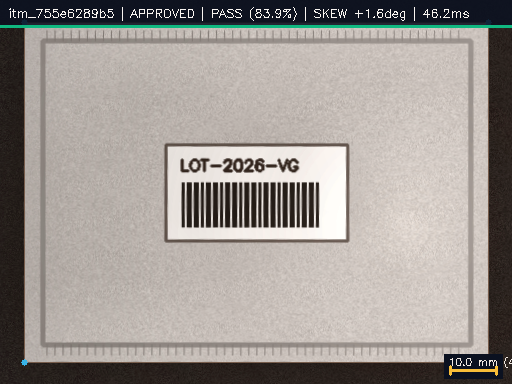 itm_755e6289b5 | APPROVED | PASS (83.9%) | SKEW +1.6deg | 46.2ms
LOT-2026-VG
10.0 mm